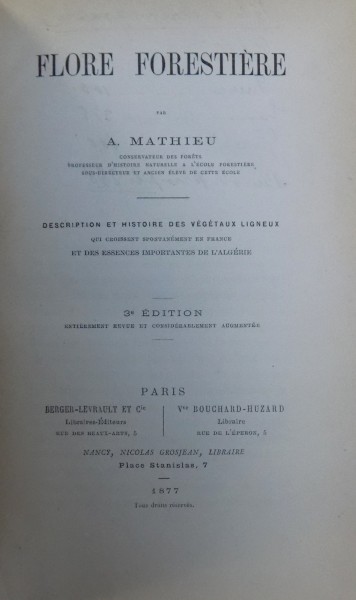 FLORE FORESTIÈRE
PAR
A. MATHIEU
CONSERVATEUR DES FORÊTS
PROFESSEUR D'HISTOIRE NATURELLE A L'ÉCOLE FORESTIÈRE
SOUS-DIRECTEUR ET ANCIEN ÉLÈVE DE CETTE ÉCOLE
DESCRIPTION ET HISTOIRE DES VÉGÉTAUX LIGNEUX
QUI CROISSENT SPONTANÉMENT EN FRANCE
ET DES ESSENCES IMPORTANTES DE L'ALGÉRIE
3e ÉDITION
ENTIÈREMENT REVUE ET CONSIDÉRABLEMENT AUGMENTÉE
PARIS
BERGER-LEVRAULT ET Cie
Libraires-Éditeurs
RUE DES BEAUX-ARTS, 5
Vve BOUCHARD-HUZARD
Libraire
RUE DE L'ÉPERON, 5
NANCY, NICOLAS GROSJEAN, LIBRAIRE
Place Stanislas, 7
1877
Tous droits réservés.